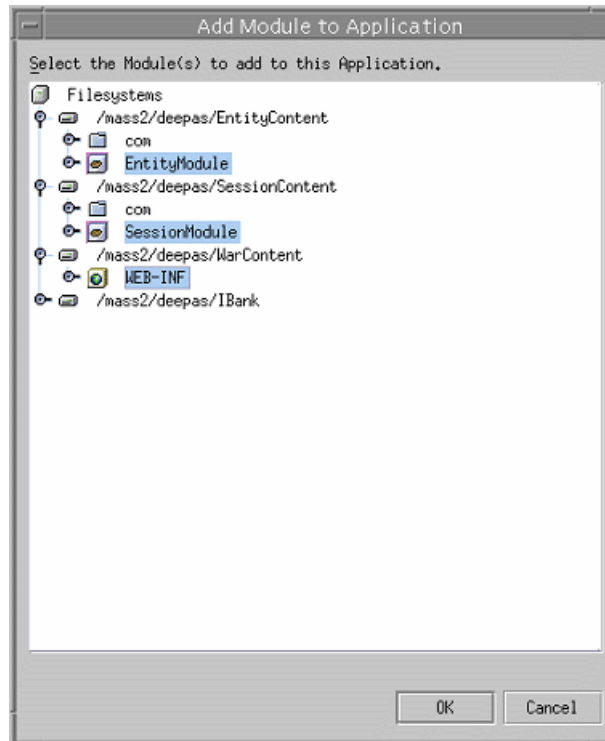 Add Module to Application
Select the Module(s) to add to this Application.
Filesystems
/mass2/deepas/EntityContent
com
EntityModule
/mass2/deepas/SessionContent
com
SessionModule
/mass2/deepas/WarContent
WEB-INF
/mass2/deepas/IBank
OK
Cancel